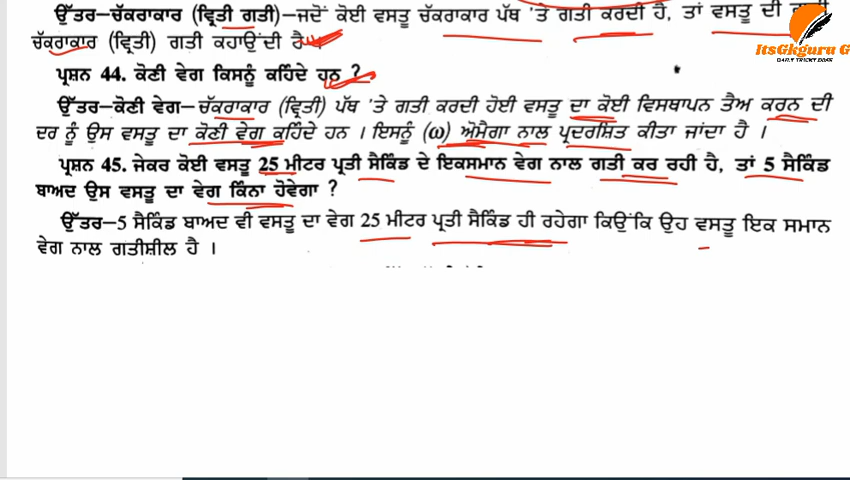 ਉੱਤਰ–ਚੱਕਰਾਕਾਰ (ਵ੍ਰਿਤੀ ਗਤੀ)–ਜਦੋਂ ਕੋਈ ਵਸਤੂ ਚੱਕਰਾਕਾਰ ਪੱਥ 'ਤੇ ਗਤੀ ਕਰਦੀ ਹੈ, ਤਾਂ ਵਸਤੂ ਦੀ
ਚੱਕਰਾਕਾਰ (ਵ੍ਰਿਤੀ) ਗਤੀ ਕਹਾਉਂਦੀ ਹੈ
ItsGkguru G
DAILY TRICKY DOSE
ਪ੍ਰਸ਼ਨ 44. ਕੋਣੀ ਵੇਗ ਕਿਸਨੂੰ ਕਹਿੰਦੇ ਹਨ ?
ਉੱਤਰ–ਕੋਣੀ ਵੇਗ–ਚੱਕਰਾਕਾਰ (ਵ੍ਰਿਤੀ) ਪੱਥ 'ਤੇ ਗਤੀ ਕਰਦੀ ਹੋਈ ਵਸਤੂ ਦਾ ਕੋਈ ਵਿਸਥਾਪਨ ਤੈਅ ਕਰਨ ਦੀ
ਦਰ ਨੂੰ ਉਸ ਵਸਤੂ ਦਾ ਕੋਣੀ ਵੇਗ ਕਹਿੰਦੇ ਹਨ । ਇਸਨੂੰ (ω) ਅੋਮੈਗਾ ਨਾਲ ਪ੍ਰਦਰਸ਼ਿਤ ਕੀਤਾ ਜਾਂਦਾ ਹੈ ।
ਪ੍ਰਸ਼ਨ 45. ਜੇਕਰ ਕੋਈ ਵਸਤੂ 25 ਮੀਟਰ ਪ੍ਰਤੀ ਸੈਕਿੰਡ ਦੇ ਇਕਸਮਾਨ ਵੇਗ ਨਾਲ ਗਤੀ ਕਰ ਰਹੀ ਹੈ, ਤਾਂ 5 ਸੈਕਿੰਡ
ਬਾਅਦ ਉਸ ਵਸਤੂ ਦਾ ਵੇਗ ਕਿੰਨਾ ਹੋਵੇਗਾ ?
ਉੱਤਰ–5 ਸੈਕਿੰਡ ਬਾਅਦ ਵੀ ਵਸਤੂ ਦਾ ਵੇਗ 25 ਮੀਟਰ ਪ੍ਰਤੀ ਸੈਕਿੰਡ ਹੀ ਰਹੇਗਾ ਕਿਉਂਕਿ ਉਹ ਵਸਤੂ ਇਕ ਸਮਾਨ
ਵੇਗ ਨਾਲ ਗਤੀਸ਼ੀਲ ਹੈ ।